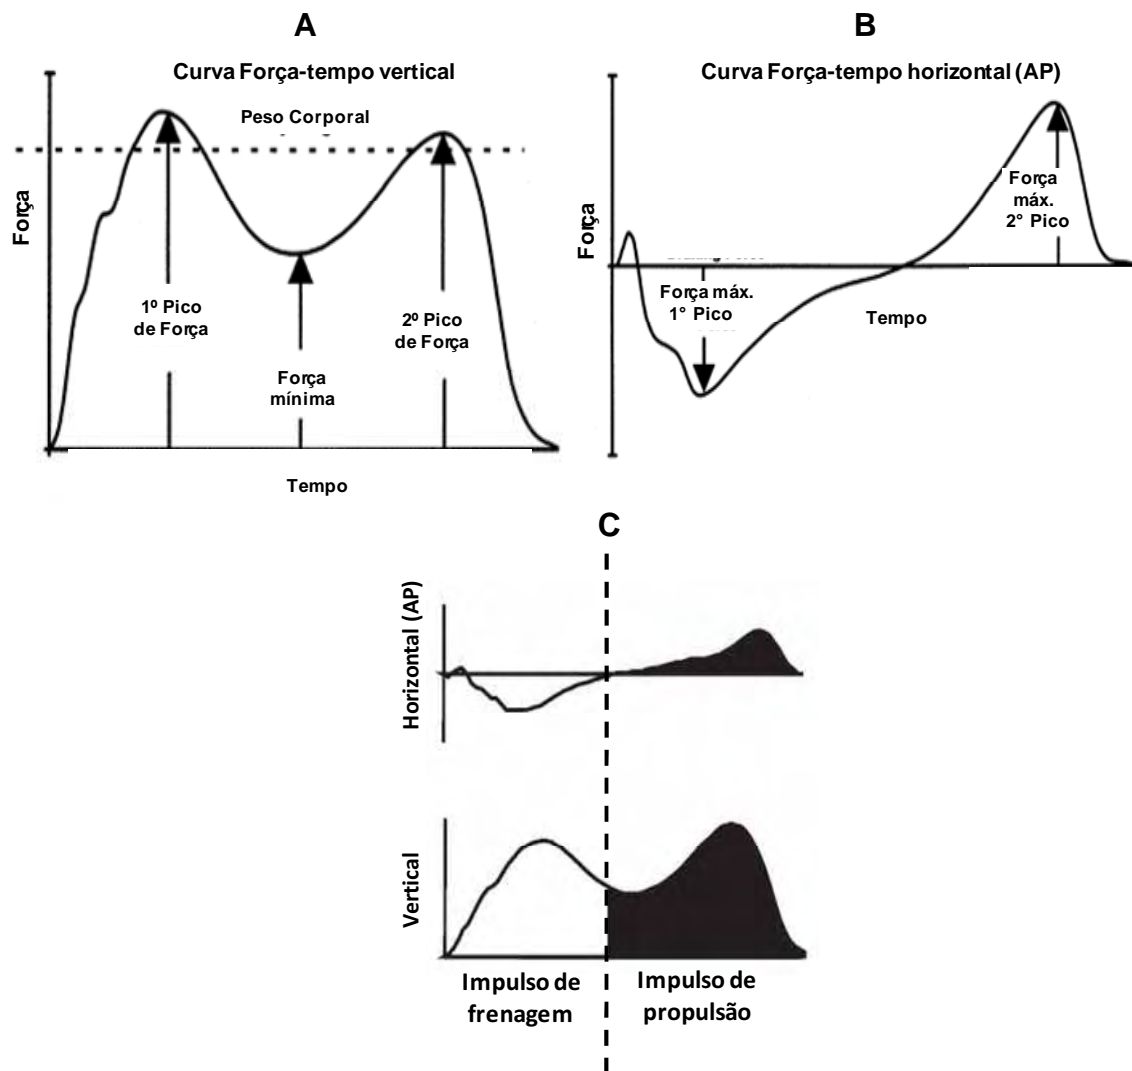 A
Curva Força-tempo vertical
Peso Corporal
Força
1º Pico
de Força
Força
mínima
2º Pico
de Força
Tempo
B
Curva Força-tempo horizontal (AP)
Força
Força máx.
1° Pico
Força
máx.
2° Pico
Tempo
C
Horizontal (AP)
Vertical
Impulso de
frenagem
Impulso de
propulsão